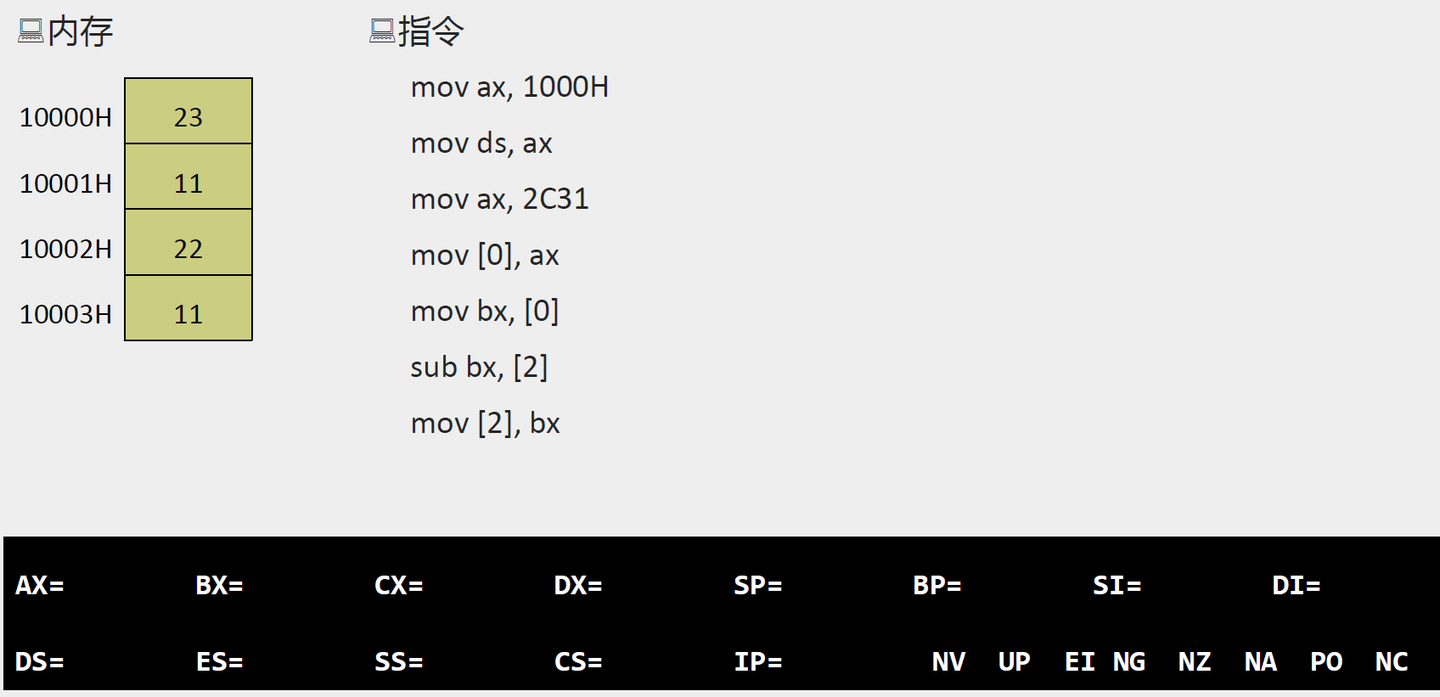 内存
10000H 23
10001H 11
10002H 22
10003H 11
指令
mov ax, 1000H
mov ds, ax
mov ax, 2C31
mov [0], ax
mov bx, [0]
sub bx, [2]
mov [2], bx
AX= BX= CX= DX= SP= BP= SI= DI=
DS= ES= SS= CS= IP= NV UP EI NG NZ NA PO NC